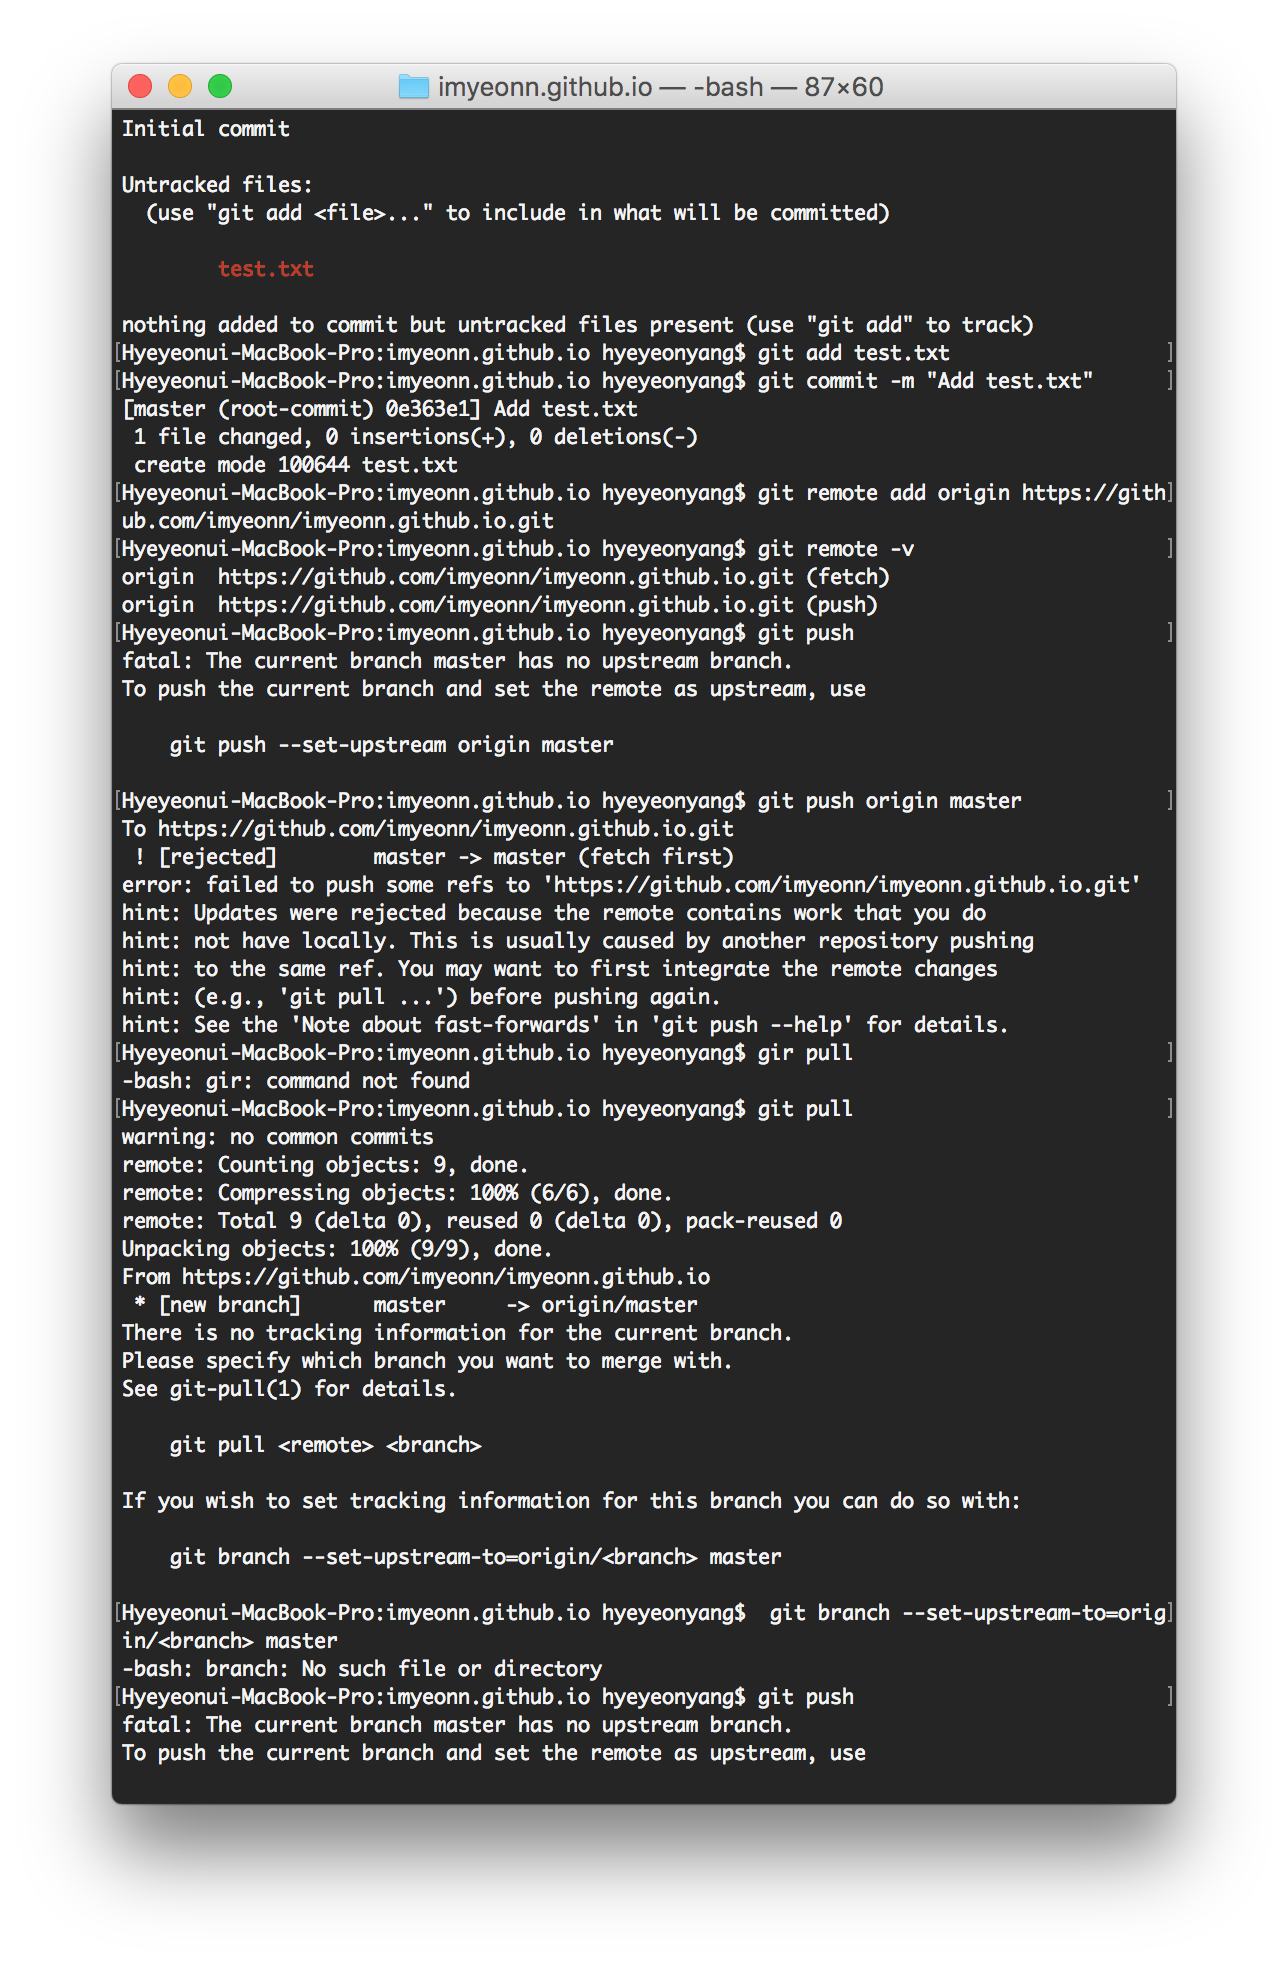 imyeonn.github.io — -bash — 87×60
Initial commit
Untracked files:
  (use "git add <file>..." to include in what will be committed)
        test.txt
nothing added to commit but untracked files present (use "git add" to track)
[Hyeyeonui-MacBook-Pro:imyeonn.github.io hyeyeonyang$ git add test.txt ]
[Hyeyeonui-MacBook-Pro:imyeonn.github.io hyeyeonyang$ git commit -m "Add test.txt" ]
[master (root-commit) 0e363e1] Add test.txt
 1 file changed, 0 insertions(+), 0 deletions(-)
 create mode 100644 test.txt
[Hyeyeonui-MacBook-Pro:imyeonn.github.io hyeyeonyang$ git remote add origin https://gith]
ub.com/imyeonn/imyeonn.github.io.git
[Hyeyeonui-MacBook-Pro:imyeonn.github.io hyeyeonyang$ git remote -v ]
origin  https://github.com/imyeonn/imyeonn.github.io.git (fetch)
origin  https://github.com/imyeonn/imyeonn.github.io.git (push)
[Hyeyeonui-MacBook-Pro:imyeonn.github.io hyeyeonyang$ git push ]
fatal: The current branch master has no upstream branch.
To push the current branch and set the remote as upstream, use
    git push --set-upstream origin master
[Hyeyeonui-MacBook-Pro:imyeonn.github.io hyeyeonyang$ git push origin master ]
To https://github.com/imyeonn/imyeonn.github.io.git
 ! [rejected]        master -> master (fetch first)
error: failed to push some refs to 'https://github.com/imyeonn/imyeonn.github.io.git'
hint: Updates were rejected because the remote contains work that you do
hint: not have locally. This is usually caused by another repository pushing
hint: to the same ref. You may want to first integrate the remote changes
hint: (e.g., 'git pull ...') before pushing again.
hint: See the 'Note about fast-forwards' in 'git push --help' for details.
[Hyeyeonui-MacBook-Pro:imyeonn.github.io hyeyeonyang$ gir pull ]
-bash: gir: command not found
[Hyeyeonui-MacBook-Pro:imyeonn.github.io hyeyeonyang$ git pull ]
warning: no common commits
remote: Counting objects: 9, done.
remote: Compressing objects: 100% (6/6), done.
remote: Total 9 (delta 0), reused 0 (delta 0), pack-reused 0
Unpacking objects: 100% (9/9), done.
From https://github.com/imyeonn/imyeonn.github.io
 * [new branch]      master     -> origin/master
There is no tracking information for the current branch.
Please specify which branch you want to merge with.
See git-pull(1) for details.
    git pull <remote> <branch>
If you wish to set tracking information for this branch you can do so with:
    git branch --set-upstream-to=origin/<branch> master
[Hyeyeonui-MacBook-Pro:imyeonn.github.io hyeyeonyang$  git branch --set-upstream-to=orig]
in/<branch> master
-bash: branch: No such file or directory
[Hyeyeonui-MacBook-Pro:imyeonn.github.io hyeyeonyang$ git push ]
fatal: The current branch master has no upstream branch.
To push the current branch and set the remote as upstream, use